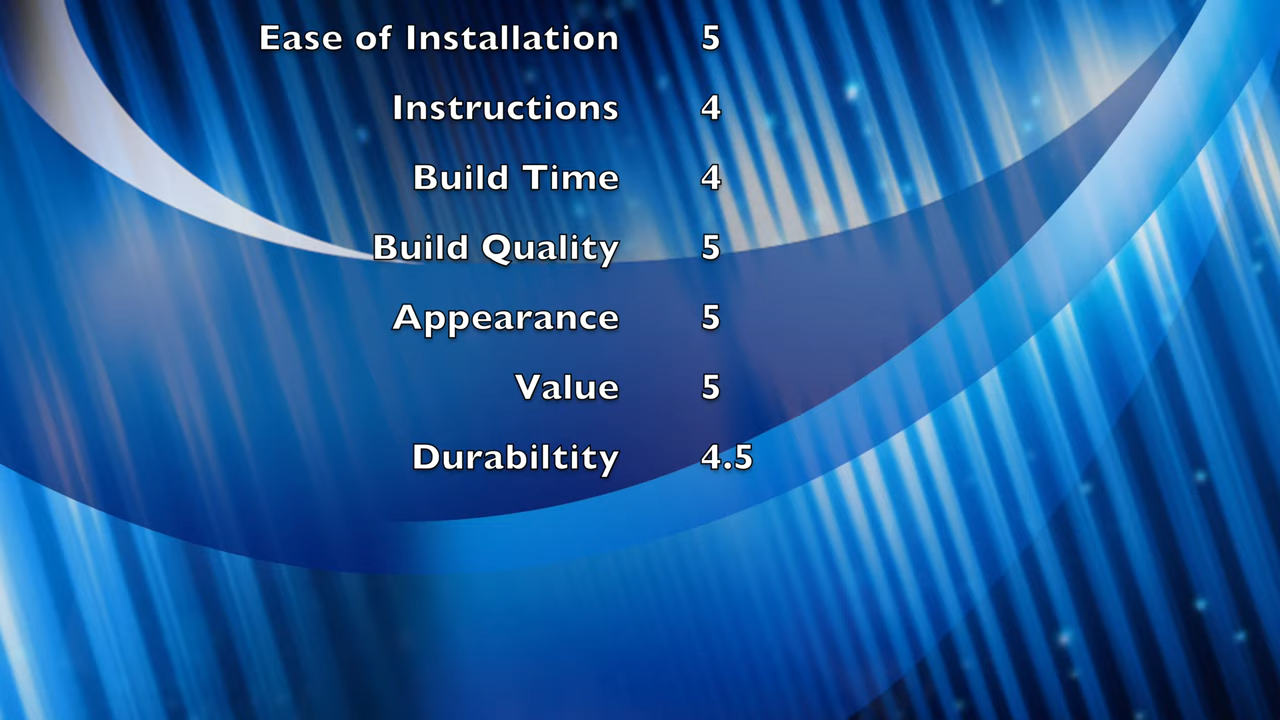 Ease of Installation 5
Instructions 4
Build Time 4
Build Quality 5
Appearance 5
Value 5
Durabiltity 4.5